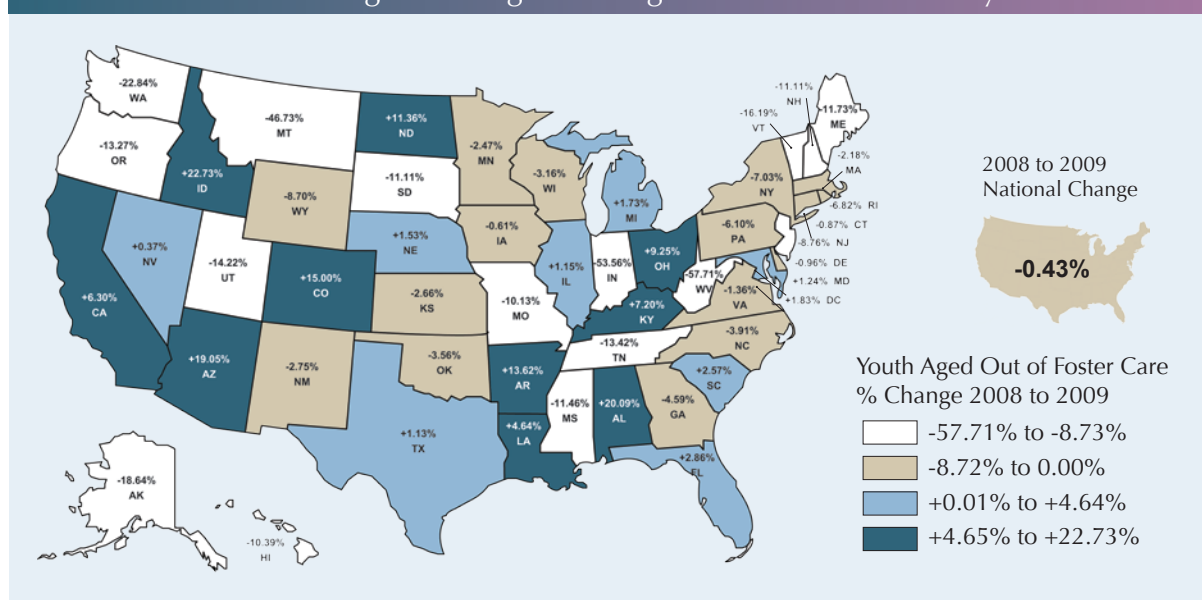 -22.84%
WA
-46.73%
MT
+11.36%
ND
-2.47%
MN
-11.11%
NH
-16.19%
VT
-11.73%
ME
-13.27%
OR
+22.73%
ID
-11.11%
SD
-3.16%
WI
-7.03%
NY
-2.18%
MA
-8.70%
WY
+1.73%
MI
-6.82% RI
-0.87% CT
-0.61%
IA
-6.10%
PA
-8.76% NJ
+0.37%
NV
-14.22%
UT
+1.53%
NE
+9.25%
OH
-0.96% DE
+1.24% MD
+1.83% DC
+15.00%
CO
+1.15%
IL
-53.56%
IN
-57.71%
WV
-1.36%
VA
+6.30%
CA
-2.66%
KS
-10.13%
MO
+7.20%
KY
-3.91%
NC
-13.42%
TN
+19.05%
AZ
-2.75%
NM
-3.56%
OK
+13.62%
AR
+2.57%
SC
-11.46%
MS
+20.09%
AL
-4.59%
GA
+4.64%
LA
+1.13%
TX
+2.86%
FL
-18.64%
AK
-10.39%
HI
2008 to 2009
National Change
-0.43%
Youth Aged Out of Foster Care
% Change 2008 to 2009
-57.71% to -8.73%
-8.72% to 0.00%
+0.01% to +4.64%
+4.65% to +22.73%